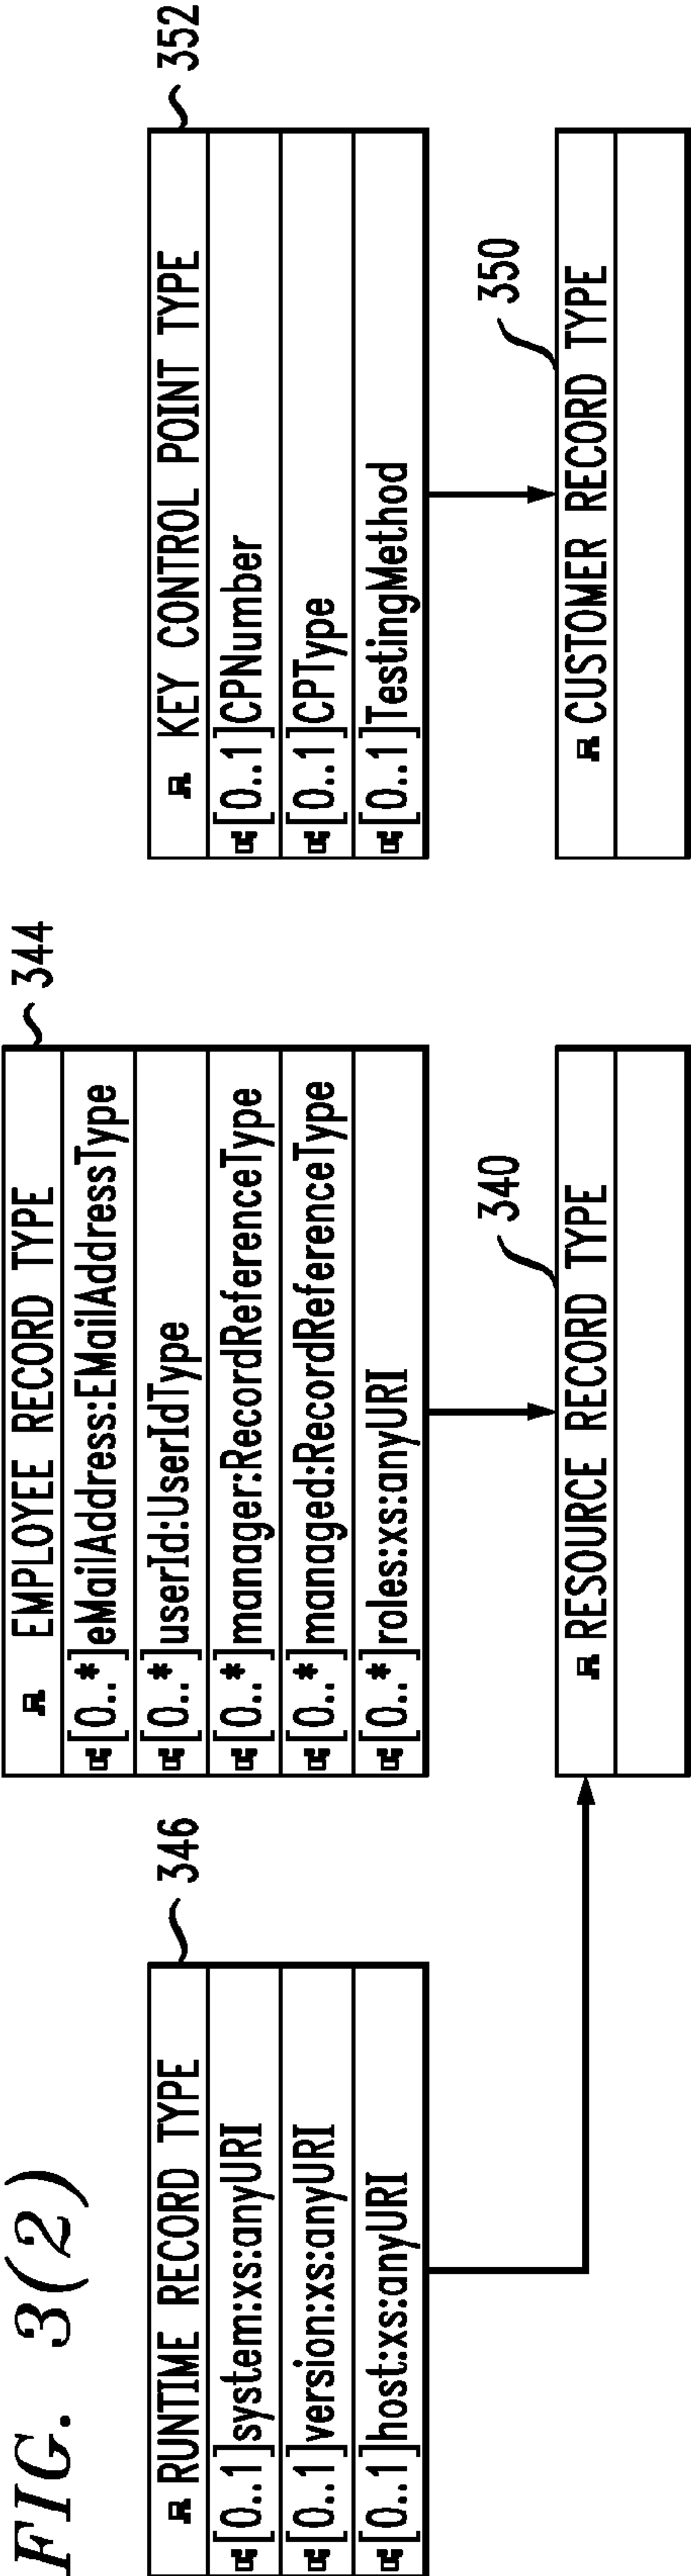 FIG. 3(2)
346
RUNTIME RECORD TYPE
[0..1]system:xs:anyURI
[0..1]version:xs:anyURI
[0..1]host:xs:anyURI
344
EMPLOYEE RECORD TYPE
[0..*]eMailAddress:EMailAddressType
[0..*]userId:UserIdType
[0..*]manager:RecordReferenceType
[0..*]managed:RecordReferenceType
[0..*]roles:xs:anyURI
340
RESOURCE RECORD TYPE
352
KEY CONTROL POINT TYPE
[0..1]CPNumber
[0..1]CPType
[0..1]TestingMethod
350
CUSTOMER RECORD TYPE